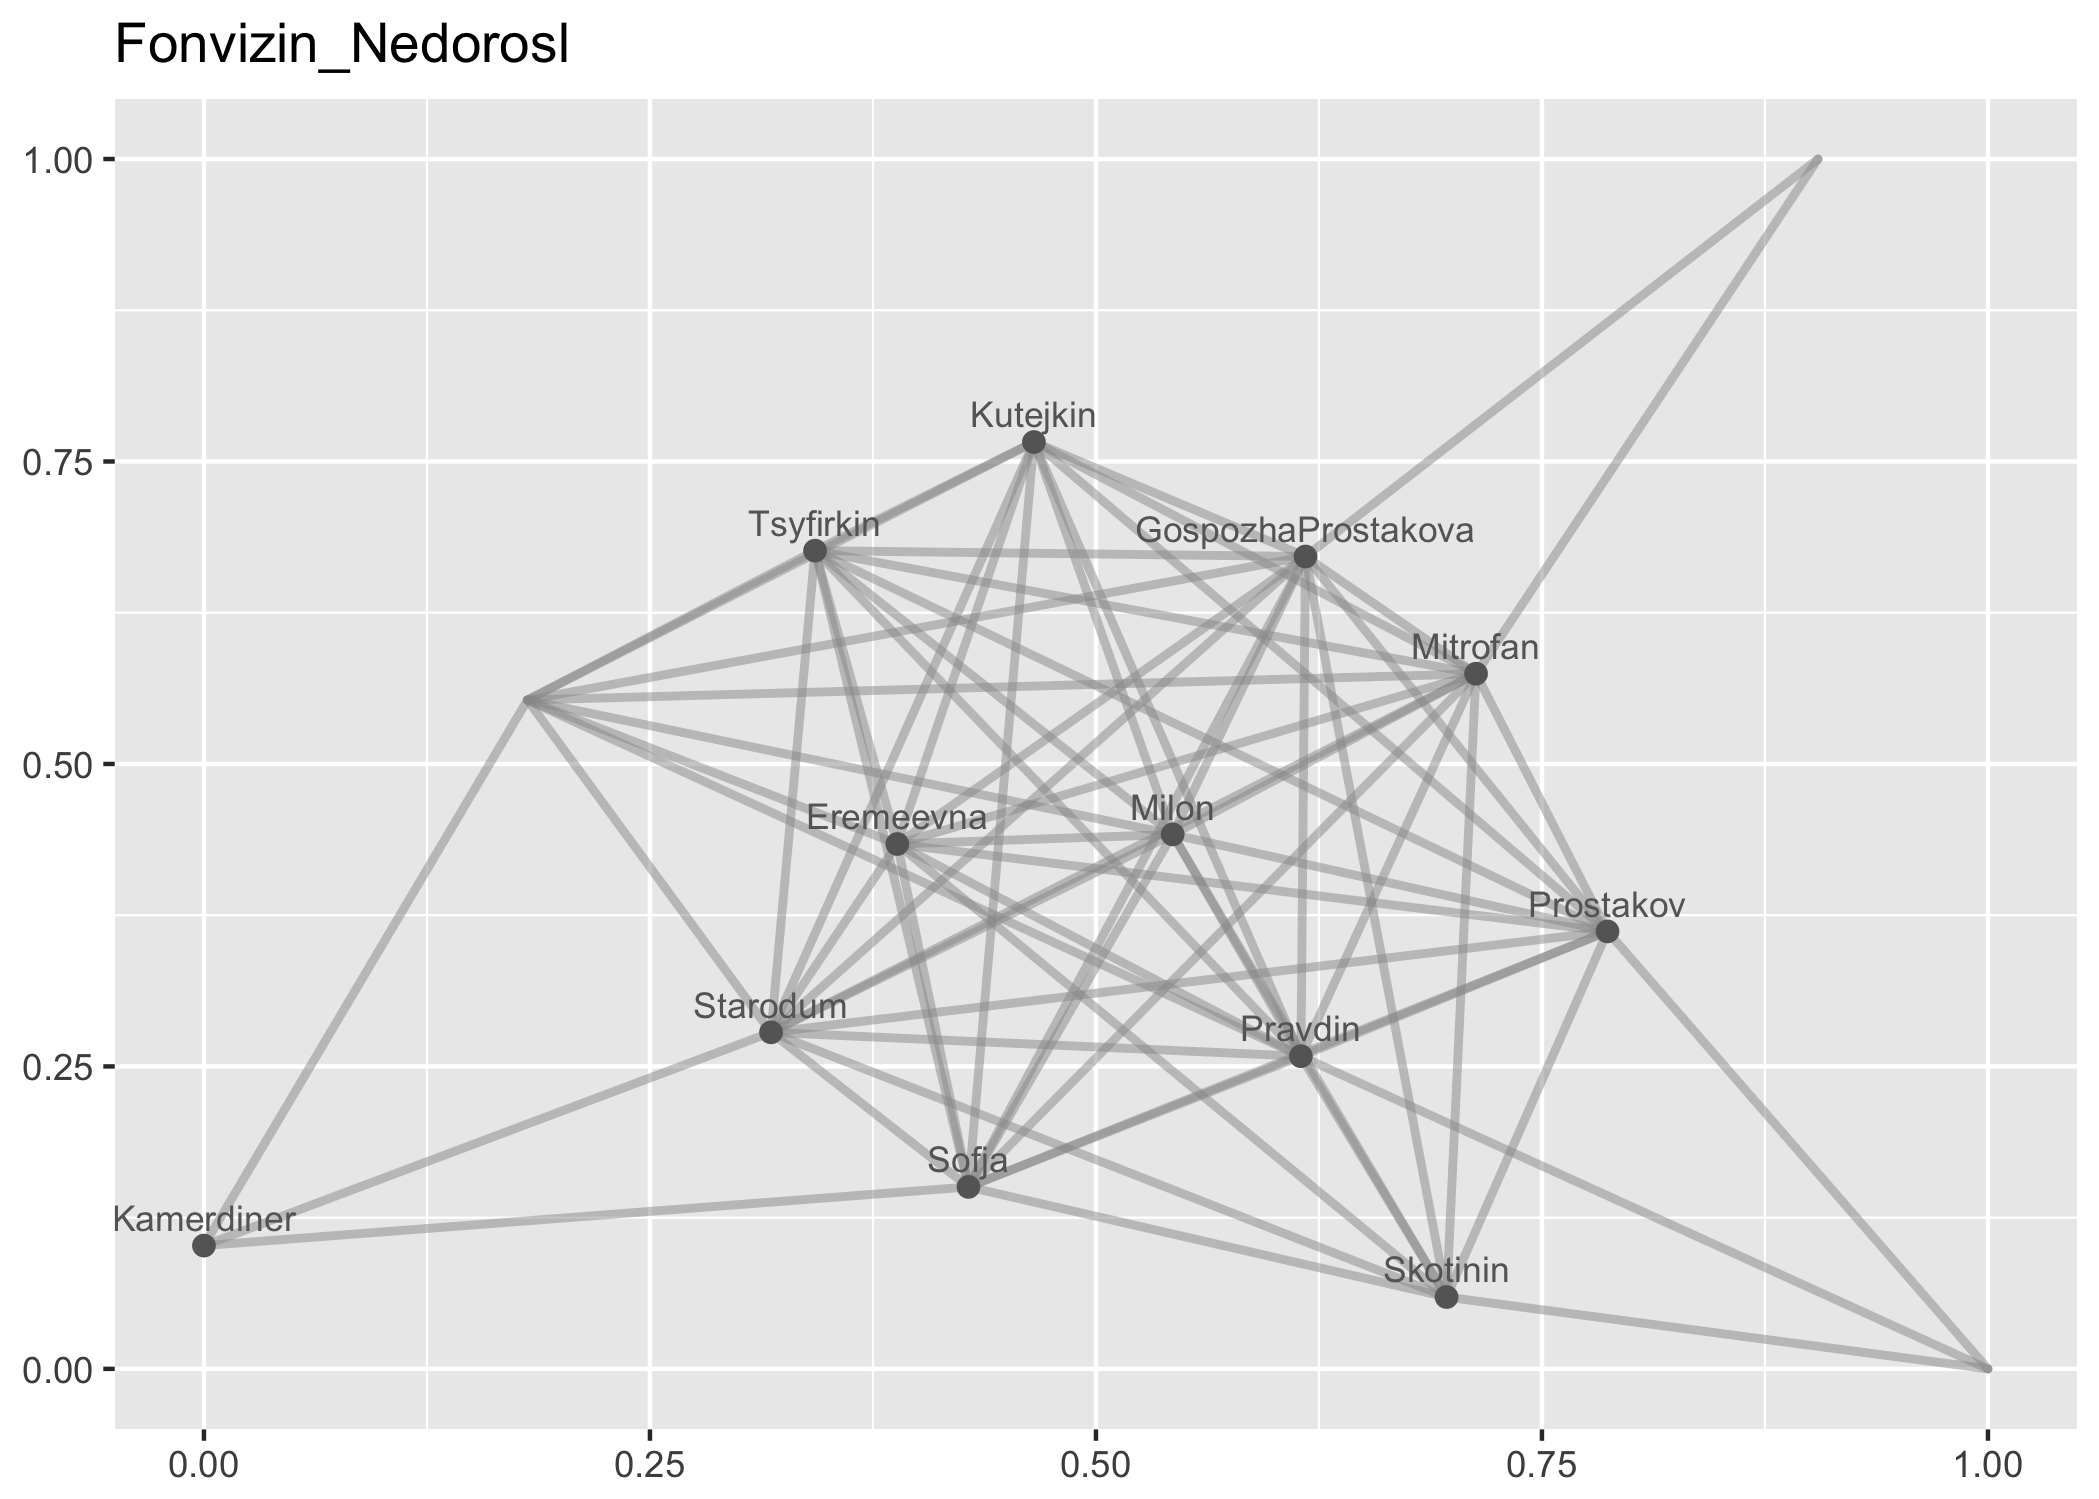 Fonvizin_Nedorosl
1.00
Kutejkin
0.75
Tsyfirkin
GospozhaProstakova
Mitrofan
0.50
Eremeevna
Milon
Prostakov
Starodum
Pravdin
0.25
Sofja
Kamerdiner
Skotinin
0.00
0.00 0.25 0.50 0.75 1.00